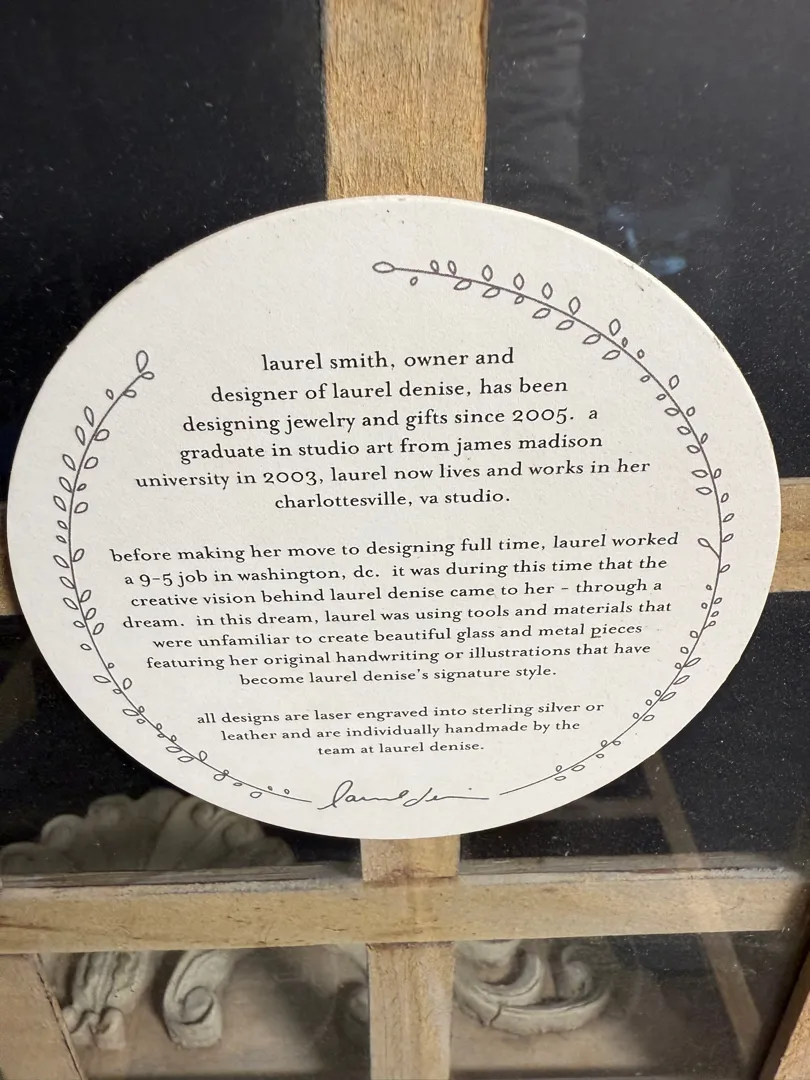 laurel smith, owner and
designer of laurel denise, has been
designing jewelry and gifts since 2005. a
graduate in studio art from james madison
university in 2003, laurel now lives and works in her
charlottesville, va studio.
before making her move to designing full time, laurel worked
a 9-5 job in washington, dc. it was during this time that the
creative vision behind laurel denise came to her - through a
dream. in this dream, laurel was using tools and materials that
were unfamiliar to create beautiful glass and metal pieces
featuring her original handwriting or illustrations that have
become laurel denise's signature style.
all designs are laser engraved into sterling silver or
leather and are individually handmade by the
team at laurel denise.
laurel denise